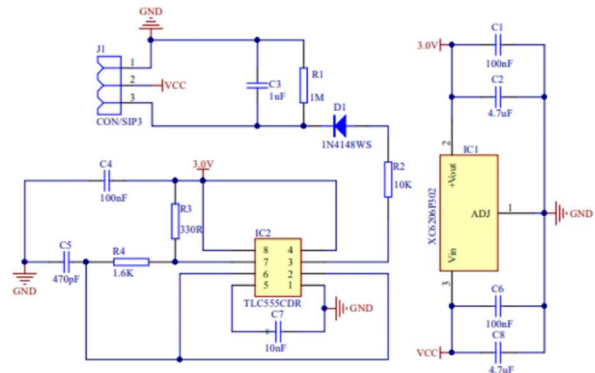 GND
J1
1
2
3
VCC
CON/SIP3
C3
1uF
R1
1M
D1
1N4148WS
R2
10K
3.0V
C4
100nF
R3
330R
IC2
C5
470pF
R4
1.6K
GND
8
7
6
5
4
3
2
1
TLC555CDR
GND
C7
10nF
3.0V
C1
100nF
C2
4.7uF
2
IC1
+Vout
XC6206P302
ADJ
1
GND
Vin
3
C6
100nF
VCC
C8
4.7uF